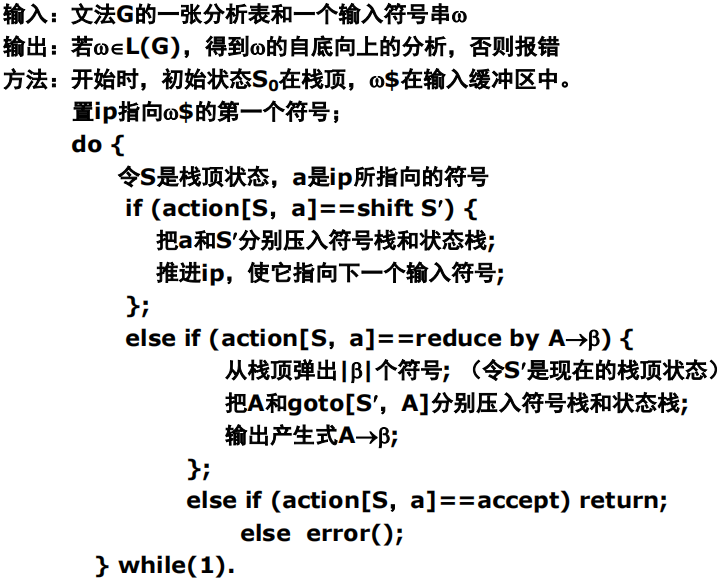 输入：文法G的一张分析表和一个输入符号串ω
输出：若ω∈L(G)，得到ω的自底向上的分析，否则报错
方法：开始时，初始状态S₀在栈顶，ω$在输入缓冲区中。
置ip指向ω$的第一个符号；
do {
令S是栈顶状态，a是ip所指向的符号
if (action[S，a]==shift S′) {
把a和S′分别压入符号栈和状态栈;
推进ip，使它指向下一个输入符号;
};
else if (action[S，a]==reduce by A→β) {
从栈顶弹出|β|个符号; （令S′是现在的栈顶状态）
把A和goto[S′，A]分别压入符号栈和状态栈;
输出产生式A→β;
};
else if (action[S，a]==accept) return;
else error();
} while(1).